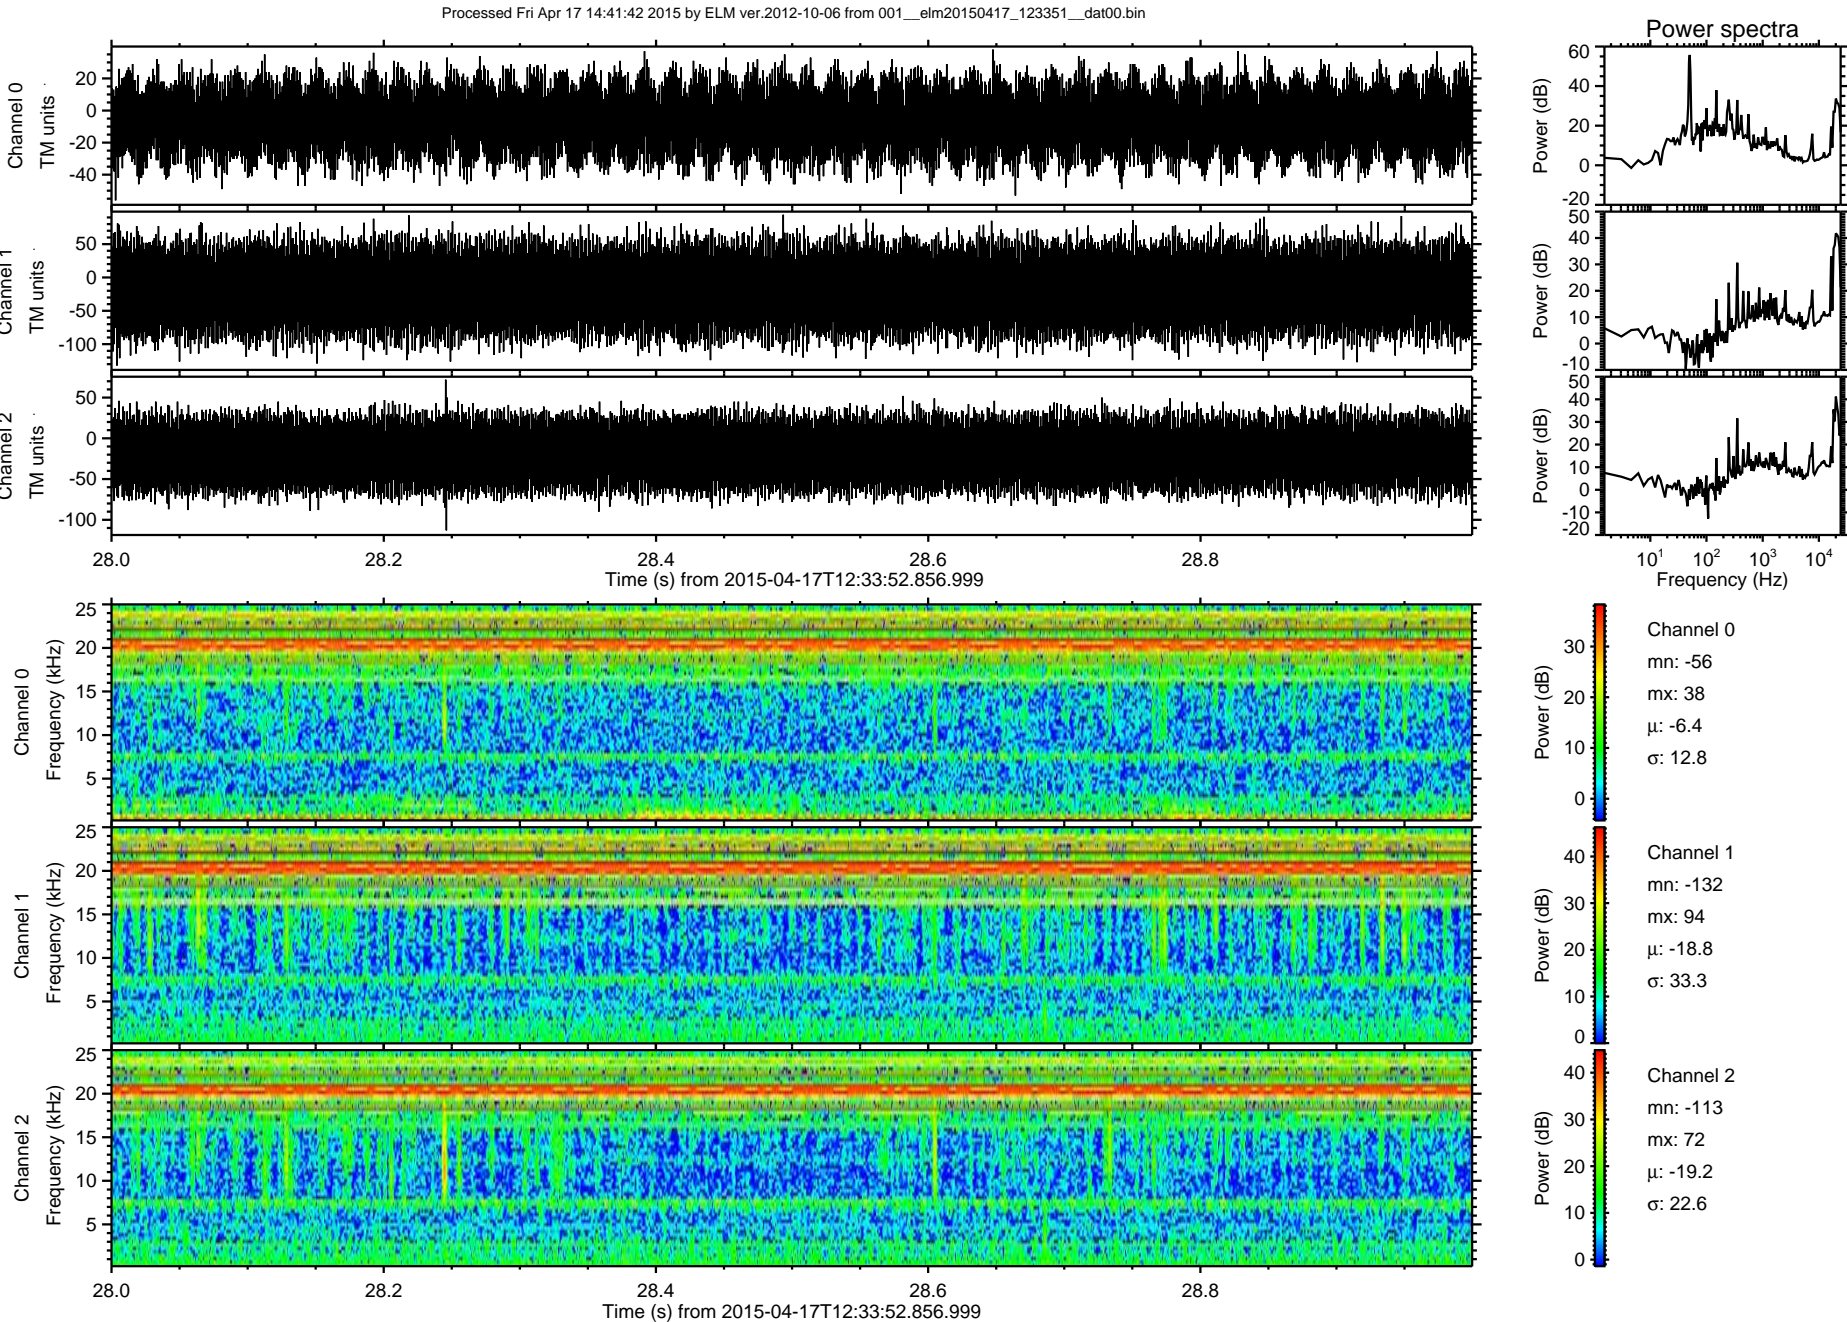 Processed Fri Apr 17 14:41:42 2015 by ELM ver.2012-10-06 from 001__elm20150417_123351__dat00.bin
Power spectra
Channel 0
TM units
20
0
-20
-40
Power (dB)
60
40
20
0
-20
Channel 1
TM units
50
0
-50
-100
Power (dB)
50
40
30
20
10
0
-10
Channel 2
TM units
50
0
-50
-100
Power (dB)
50
40
30
20
10
0
-10
-20
28.0 28.2 28.4 28.6 28.8
Time (s) from 2015-04-17T12:33:52.856.999
10¹ 10² 10³ 10⁴
Frequency (Hz)
Channel 0
Frequency (kHz)
25
20
15
10
5
Power (dB)
30
20
10
0
Channel 0
mn: -56
mx: 38
μ: -6.4
σ: 12.8
Channel 1
Frequency (kHz)
25
20
15
10
5
Power (dB)
40
30
20
10
0
Channel 1
mn: -132
mx: 94
μ: -18.8
σ: 33.3
Channel 2
Frequency (kHz)
25
20
15
10
5
Power (dB)
40
30
20
10
0
Channel 2
mn: -113
mx: 72
μ: -19.2
σ: 22.6
28.0 28.2 28.4 28.6 28.8
Time (s) from 2015-04-17T12:33:52.856.999